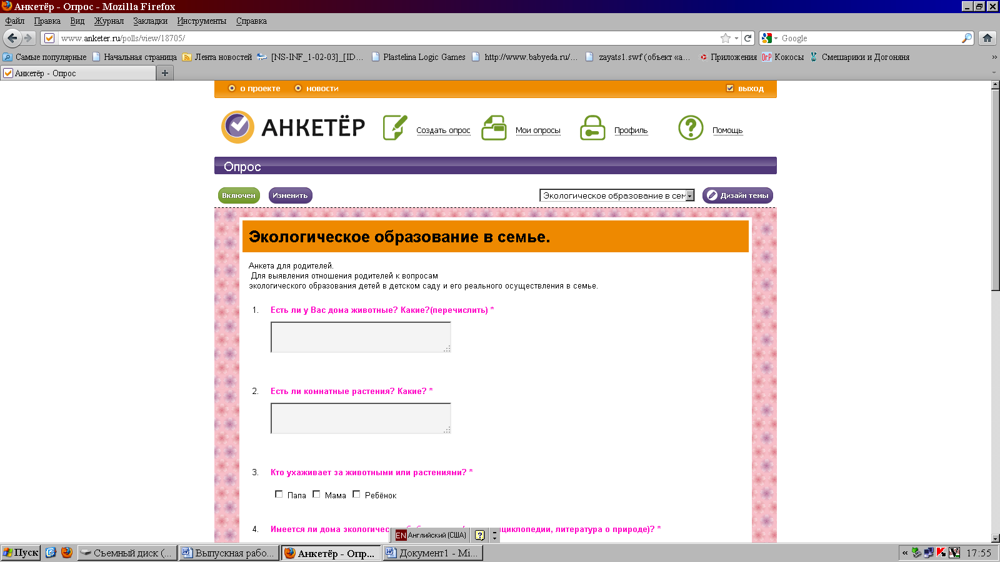 Анкетёр - Опрос - Mozilla Firefox
Файл Правка Вид Журнал Закладки Инструменты Справка
www.anketer.ru/polls/view/18705/
Google
Самые популярные Начальная страница Лента новостей [NS-INF_1-02-03]_[ID... Plastelina Logic Games http://www.babyeda.ru/... zayats1.swf (объект «a... Приложения Кокосы Смешарики и Догоняня »
Анкетёр - Опрос +
о проекте новости выход
АНКЕТЁР Создать опрос Мои опросы Профиль Помощь
Опрос
Включен Изменить Экологическое образование в сем Дизайн темы
Экологическое образование в семье.
Анкета для родителей.
Для выявления отношения родителей к вопросам
экологического образования детей в детском саду и его реального осуществления в семье.
1. Есть ли у Вас дома животные? Какие?(перечислить) *
2. Есть ли комнатные растения? Какие? *
3. Кто ухаживает за животными или растениями? *
Папа Мама Ребёнок
4. Имеется ли дома экологичес циклопедии, литература о природе)? *
EN Английский (США) ?
Пуск Съемный диск (... Выпускная рабо... Анкетёр - Опр... Документ1 - Mi... « 17:55